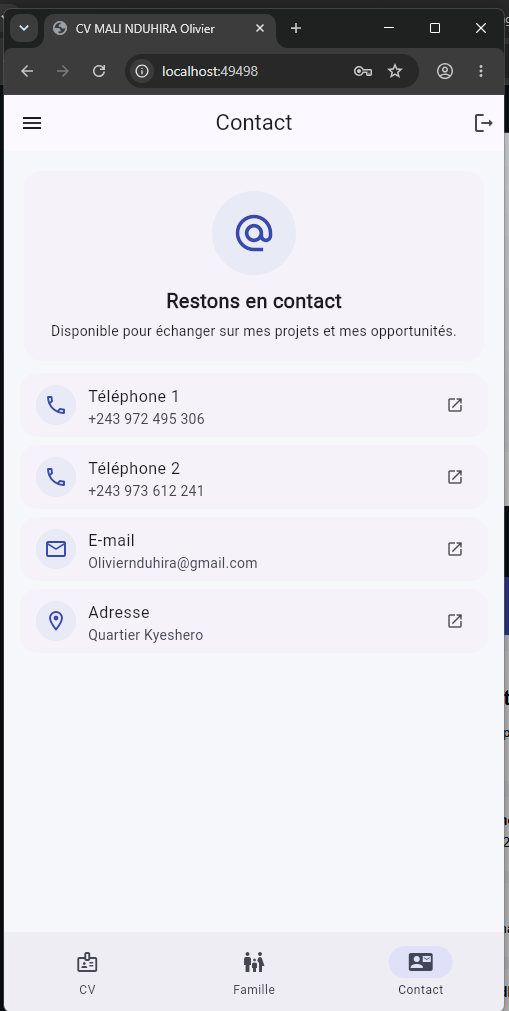 CV MALI NDUHIRA Olivier
localhost:49498
Contact
Restons en contact
Disponible pour échanger sur mes projets et mes opportunités.
Téléphone 1
+243 972 495 306
Téléphone 2
+243 973 612 241
E-mail
Oliviernduhira@gmail.com
Adresse
Quartier Kyeshero
CV
Famille
Contact